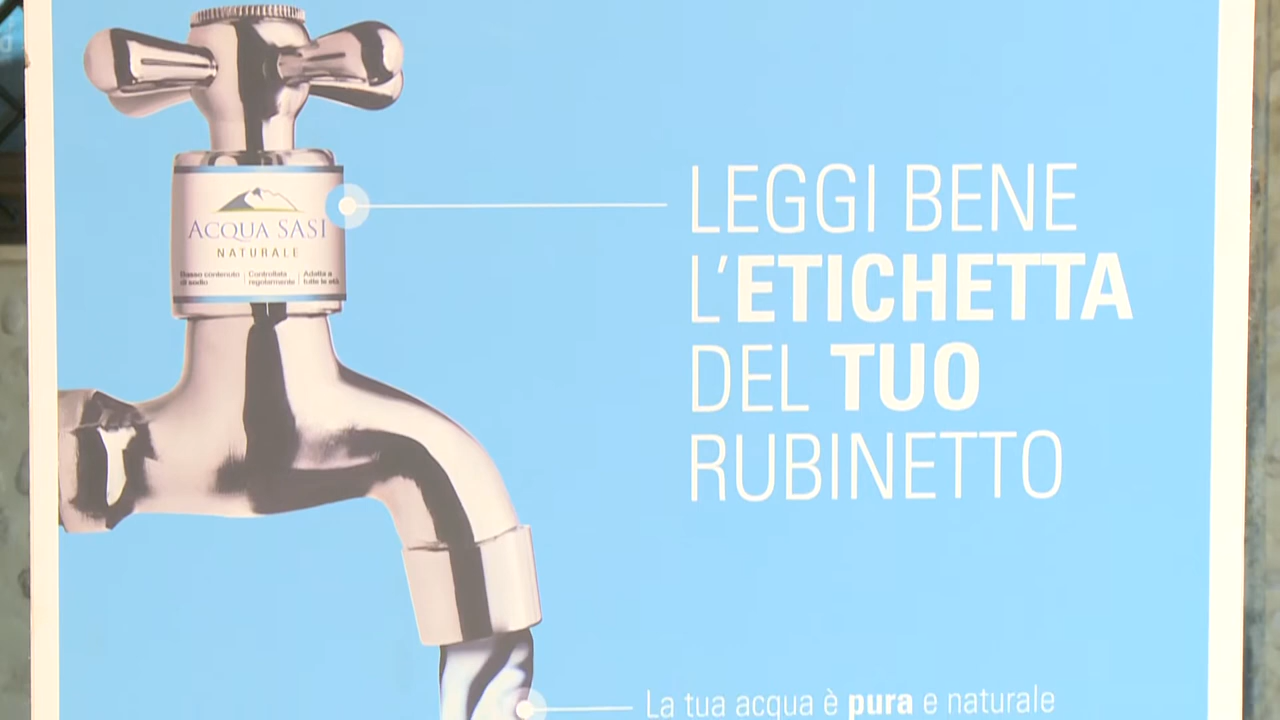 ACQUA SASI
NATURALE
Basso contenuto di sodio
Controllata regolarmente
Adatta a tutte le età
LEGGI BENE
L'ETICHETTA
DEL TUO
RUBINETTO
La tua acqua è pura e naturale